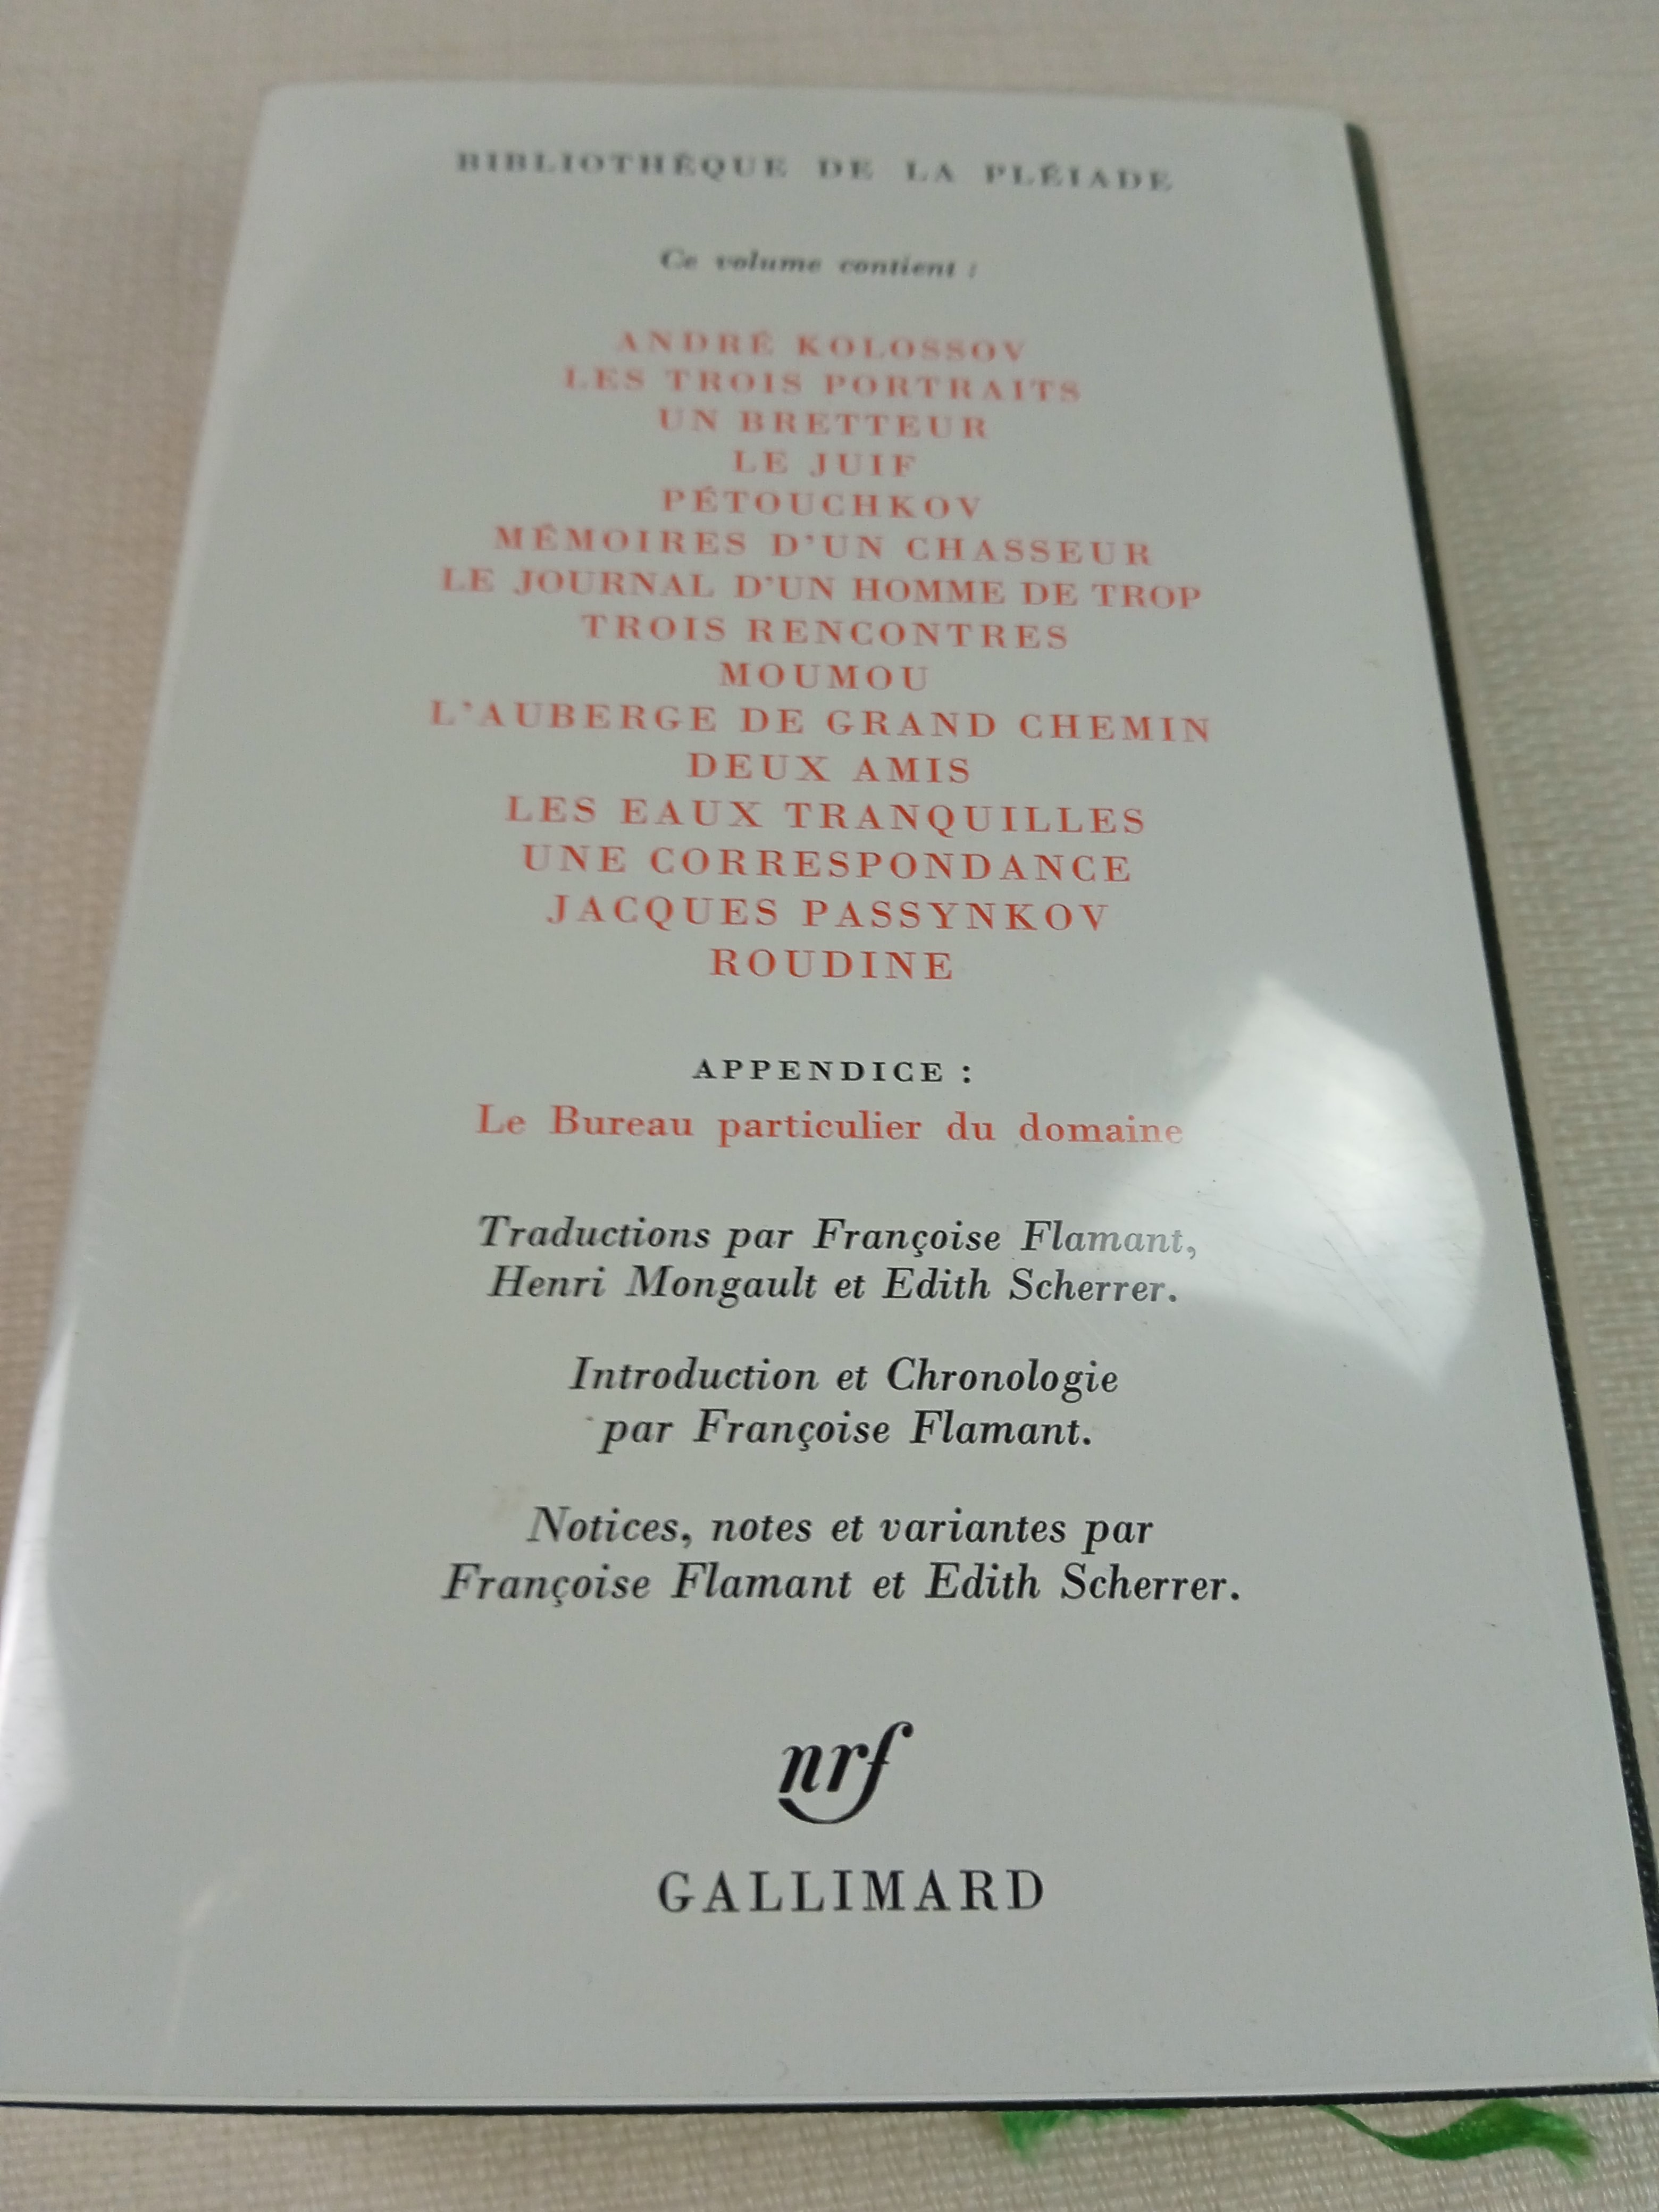 BIBLIOTHÈQUE DE LA PLÉIADE
Ce volume contient :
ANDRÉ KOLOSSOV
LES TROIS PORTRAITS
UN BRETTEUR
LE JUIF
PÉTOUCHKOV
MÉMOIRES D'UN CHASSEUR
LE JOURNAL D'UN HOMME DE TROP
TROIS RENCONTRES
MOUMOU
L'AUBERGE DE GRAND CHEMIN
DEUX AMIS
LES EAUX TRANQUILLES
UNE CORRESPONDANCE
JACQUES PASSYNKOV
ROUDINE
APPENDICE :
Le Bureau particulier du domaine
Traductions par Françoise Flamant,
Henri Mongault et Edith Scherrer.
Introduction et Chronologie
par Françoise Flamant.
Notices, notes et variantes par
Françoise Flamant et Edith Scherrer.
nrf
GALLIMARD